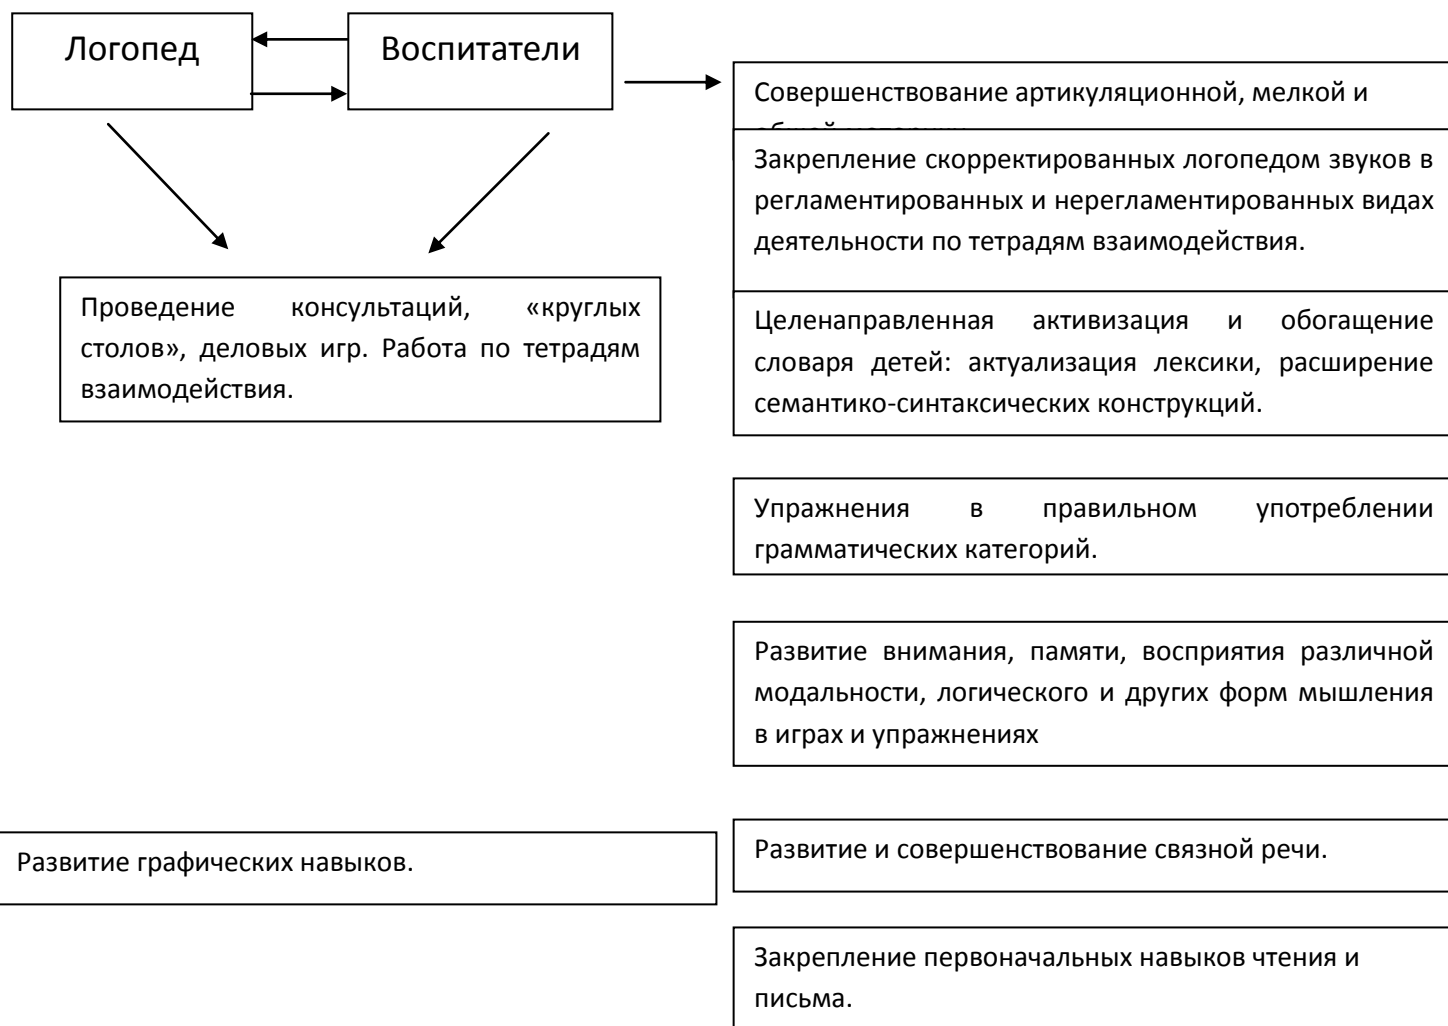 Логопед
Воспитатели
Совершенствование артикуляционной, мелкой и
Закрепление скорректированных логопедом звуков в
регламентированных и нерегламентированных видах
деятельности по тетрадям взаимодействия.
Проведение консультаций, «круглых
столов», деловых игр. Работа по тетрадям
взаимодействия.
Целенаправленная активизация и обогащение
словаря детей: актуализация лексики, расширение
семантико-синтаксических конструкций.
Упражнения в правильном употреблении
грамматических категорий.
Развитие внимания, памяти, восприятия различной
модальности, логического и других форм мышления
в играх и упражнениях
Развитие графических навыков.
Развитие и совершенствование связной речи.
Закрепление первоначальных навыков чтения и
письма.